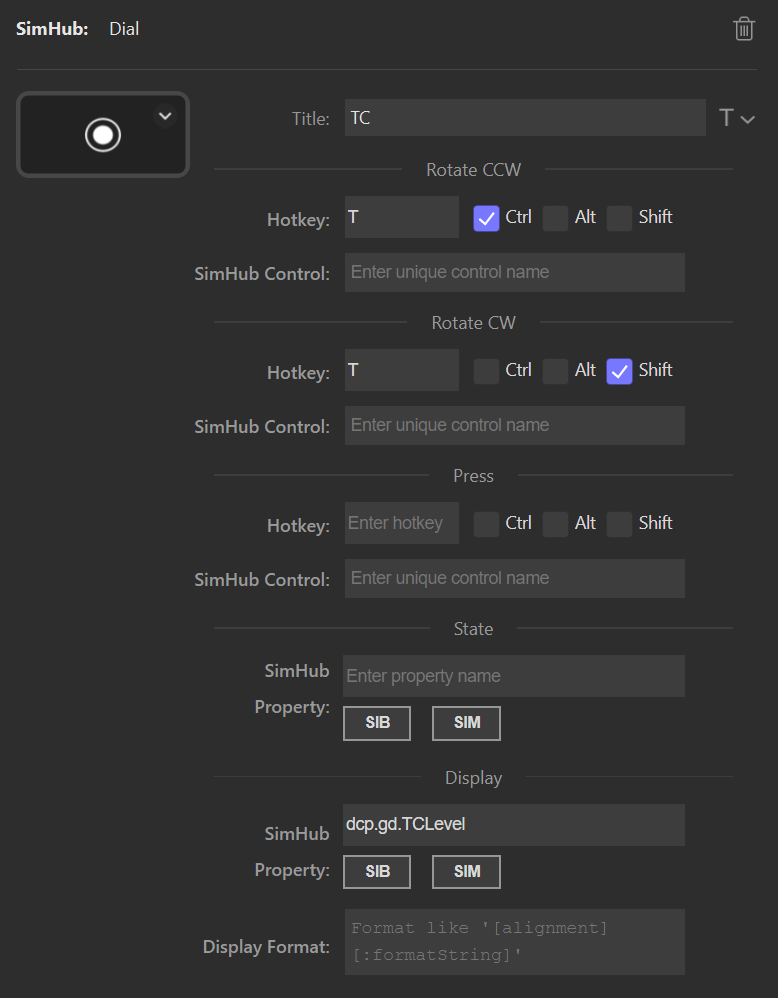 SimHub: Dial
Title: TC T
Rotate CCW
Hotkey: T Ctrl Alt Shift
SimHub Control: Enter unique control name
Rotate CW
Hotkey: T Ctrl Alt Shift
SimHub Control: Enter unique control name
Press
Hotkey: Enter hotkey Ctrl Alt Shift
SimHub Control: Enter unique control name
State
SimHub Enter property name
Property: SIB SIM
Display
SimHub dcp.gd.TCLevel
Property: SIB SIM
Display Format: Format like '[alignment]
[:formatString]'